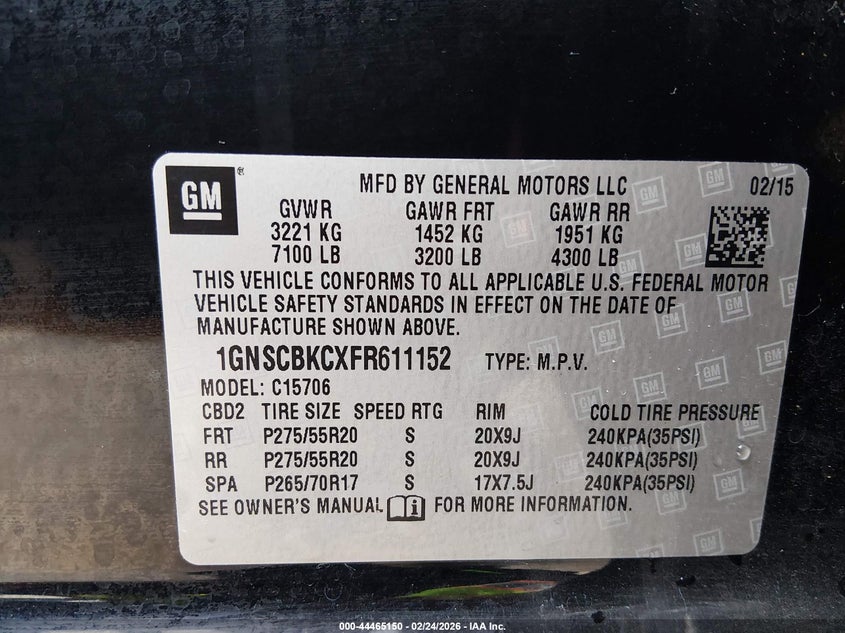 GM
MFD BY GENERAL MOTORS LLC 02/15
GVWR GAWR FRT GAWR RR
3221 KG 1452 KG 1951 KG
7100 LB 3200 LB 4300 LB
THIS VEHICLE CONFORMS TO ALL APPLICABLE U.S. FEDERAL MOTOR
VEHICLE SAFETY STANDARDS IN EFFECT ON THE DATE OF
MANUFACTURE SHOWN ABOVE.
1GNSCBKCXFR611152 TYPE: M.P.V.
MODEL: C15706
CBD2 TIRE SIZE SPEED RTG RIM COLD TIRE PRESSURE
FRT P275/55R20 S 20X9J 240KPA(35PSI)
RR P275/55R20 S 20X9J 240KPA(35PSI)
SPA P265/70R17 S 17X7.5J 240KPA(35PSI)
SEE OWNER'S MANUAL FOR MORE INFORMATION.
000-44465150 - 02/24/2026 - IAA Inc.